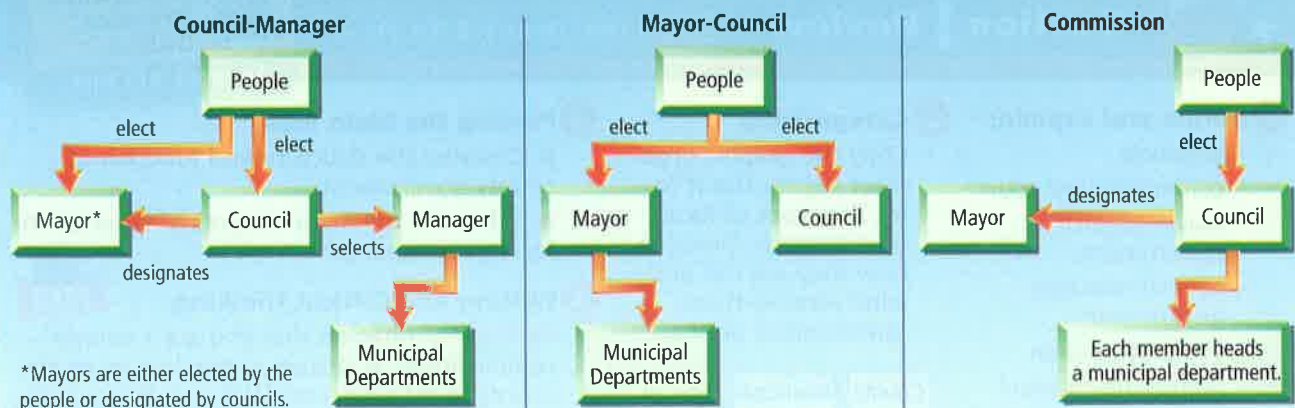 Council-Manager
People
elect
elect
Mayor*
Council
Manager
designates
selects
Municipal
Departments
*Mayors are either elected by the
people or designated by councils.
Mayor-Council
People
elect
elect
Mayor
Council
Municipal
Departments
Commission
People
elect
designates
Mayor
Council
Each member heads
a municipal department.